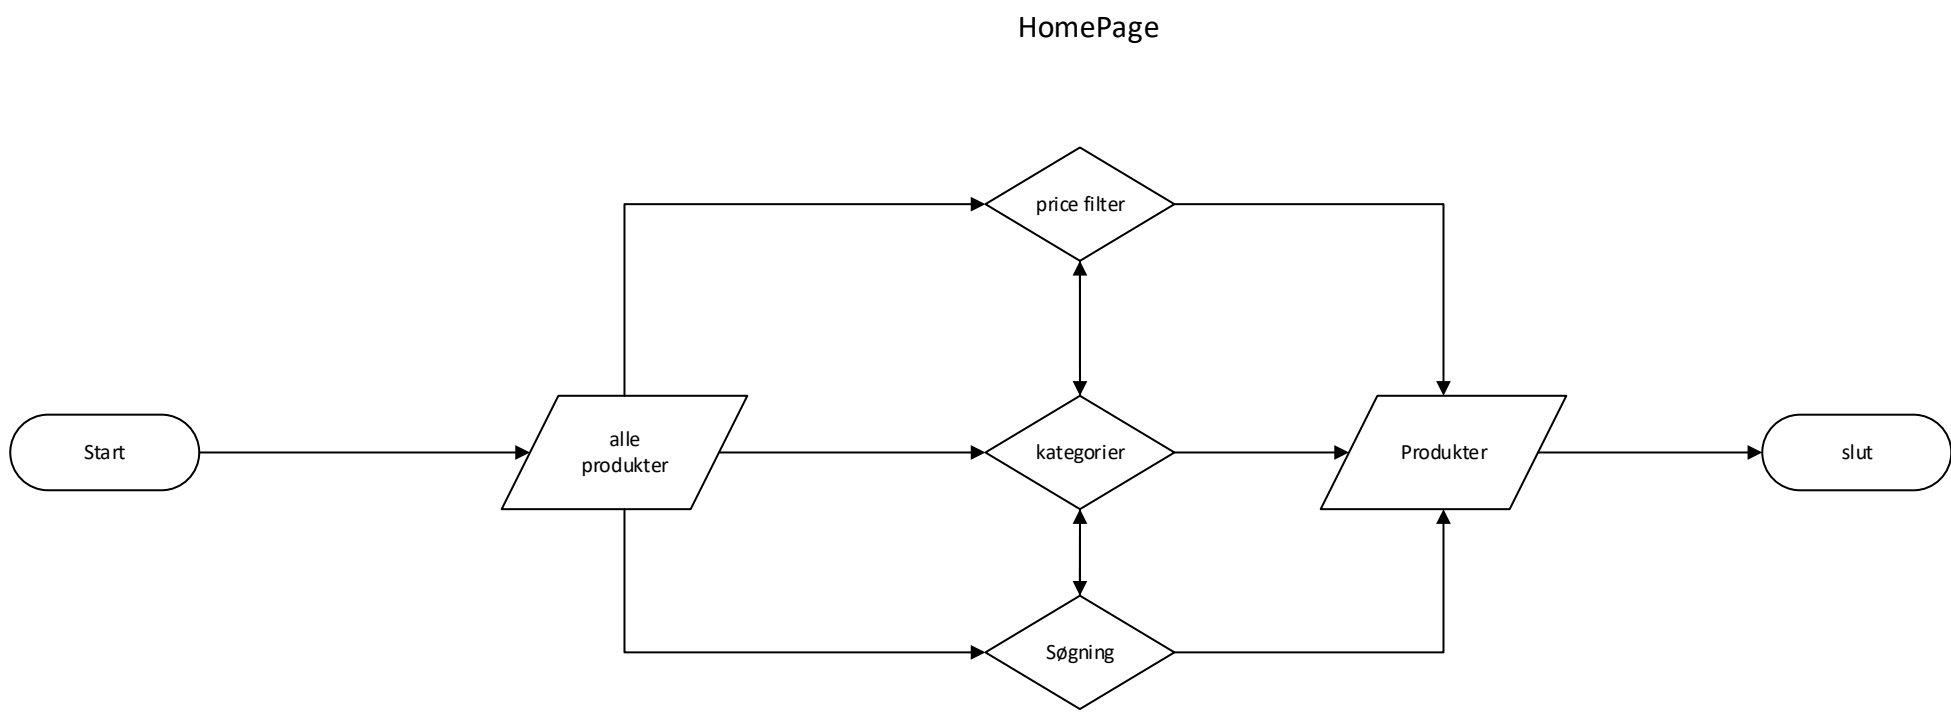 HomePage
price filter
Start
alle
produkter
kategorier
Produkter
slut
Søgning